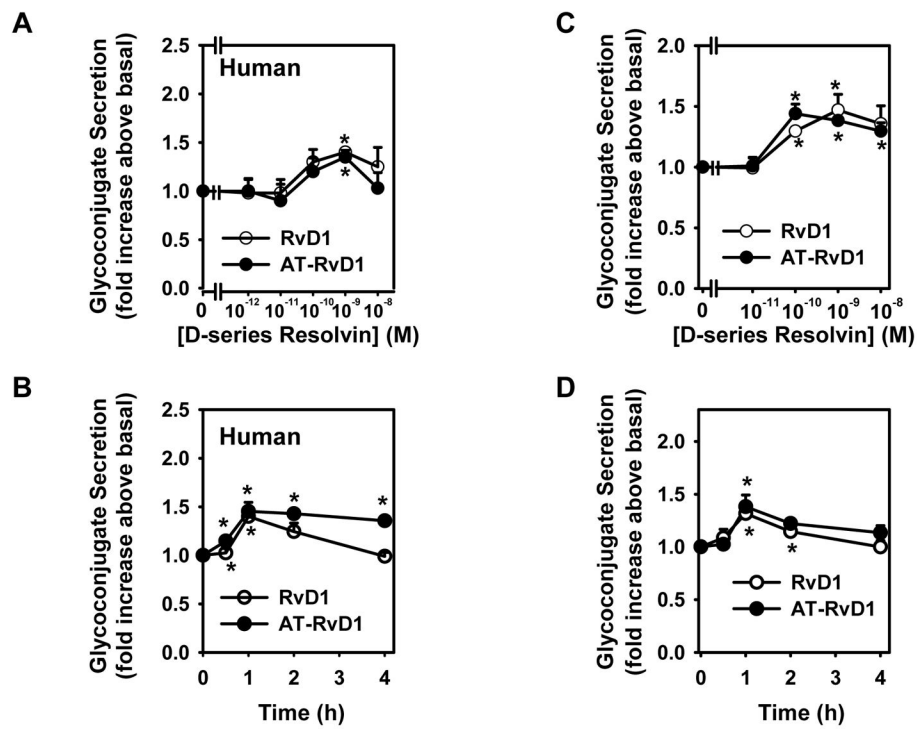 A
Glycoconjugate Secretion
(fold increase above basal)
2.5
2.0
1.5
1.0
0.5
0.0
Human
* *
RvD1
AT-RvD1
0 10-12 10-11 10-10 10-9 10-8
[D-series Resolvin] (M)
C
Glycoconjugate Secretion
(fold increase above basal)
2.0
1.5
1.0
0.5
0.0
* * * * *
RvD1
AT-RvD1
0 10-11 10-10 10-9 10-8
[D-series Resolvin] (M)
B
Glycoconjugate Secretion
(fold increase above basal)
2.5
2.0
1.5
1.0
0.5
0.0
Human
* * * * * *
RvD1
AT-RvD1
0 1 2 3 4
Time (h)
D
Glycoconjugate Secretion
(fold increase above basal)
2.0
1.5
1.0
0.5
0.0
* * *
RvD1
AT-RvD1
0 1 2 3 4
Time (h)